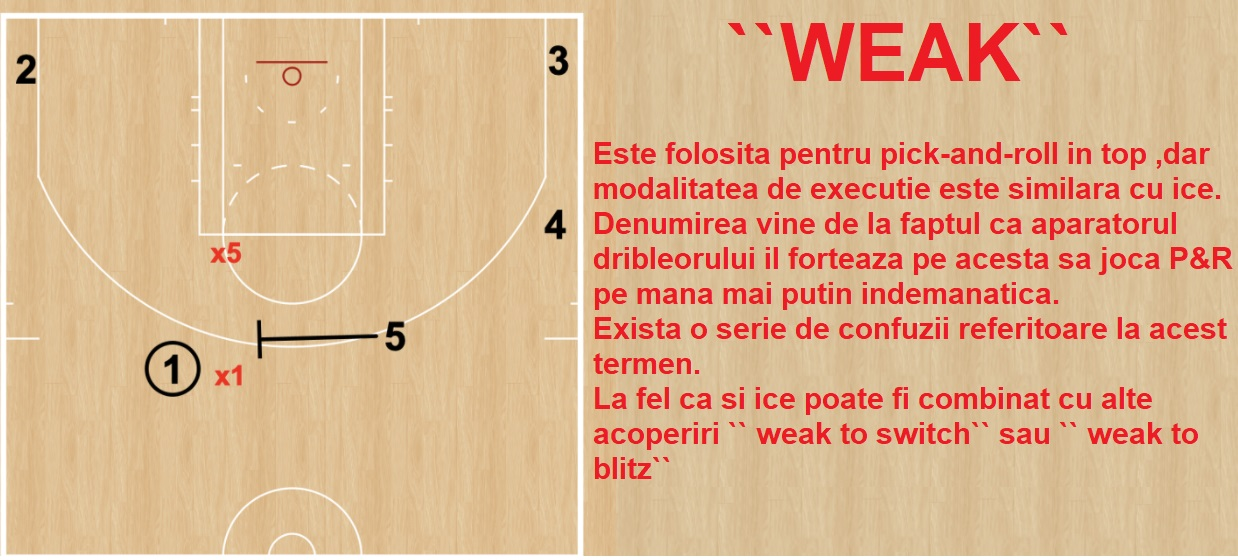 ``WEAK``
2
3
4
x5
5
1
x1
Este folosita pentru pick-and-roll in top ,dar
modalitatea de executie este similara cu ice.
Denumirea vine de la faptul ca aparatorul
dribleorului il forteaza pe acesta sa joca P&R
pe mana mai putin indemanatica.
Exista o serie de confuzii referitoare la acest
termen.
La fel ca si ice poate fi combinat cu alte
acoperiri `` weak to switch`` sau `` weak to
blitz``